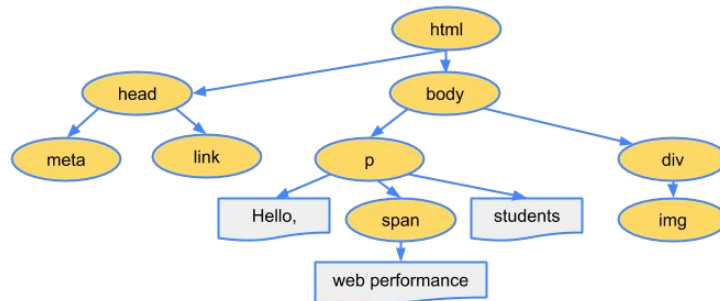 html
head
body
meta
link
p
div
Hello,
span
students
img
web performance